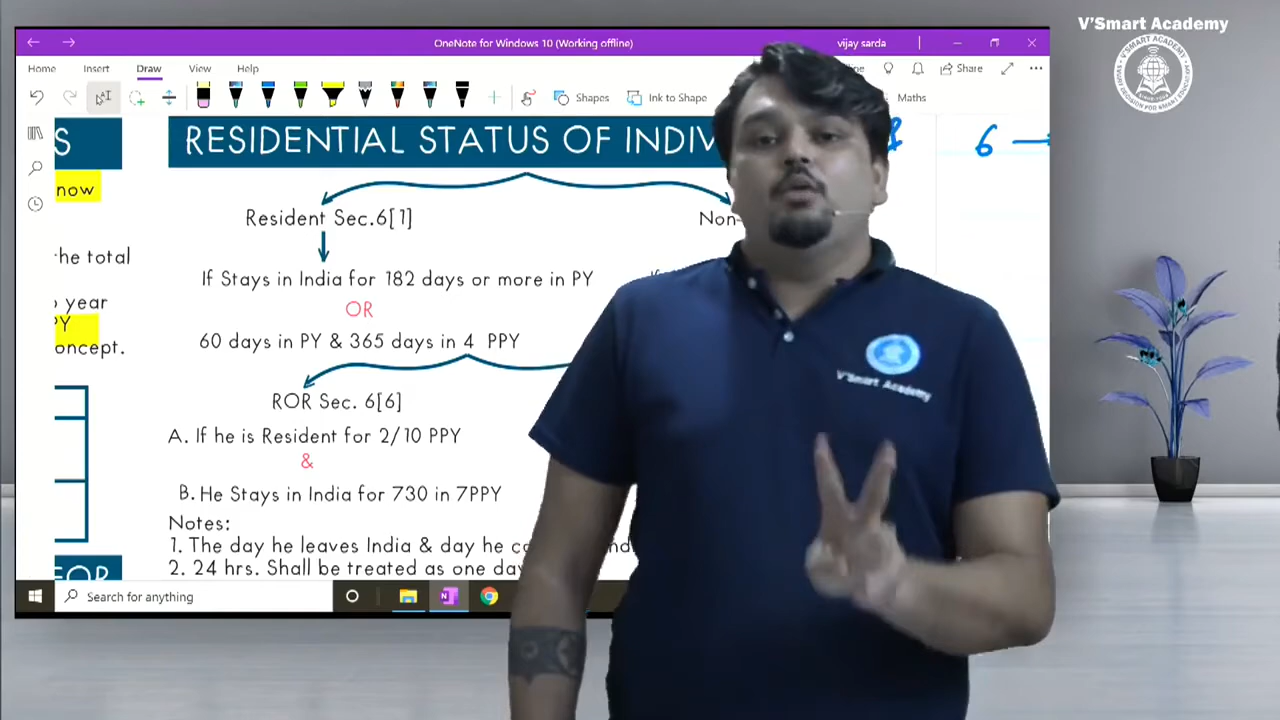 V'Smart Academy
OneNote for Windows 10 (Working offline)
vijay sarda
Home Insert Draw View Help
Share
Shapes Ink to Shape Maths
S
RESIDENTIAL STATUS OF INDIV
6
now
Resident Sec.6[1]
Non-
the total
If Stays in India for 182 days or more in PY
year
OR
PY
60 days in PY & 365 days in 4 PPY
oncept.
ROR Sec. 6[6]
A. If he is Resident for 2/10 PPY
&
B. He Stays in India for 730 in 7PPY
Notes:
1. The day he leaves India & day he
2. 24 hrs. Shall be treated as one day
FOR
Search for anything
V'Smart Academy